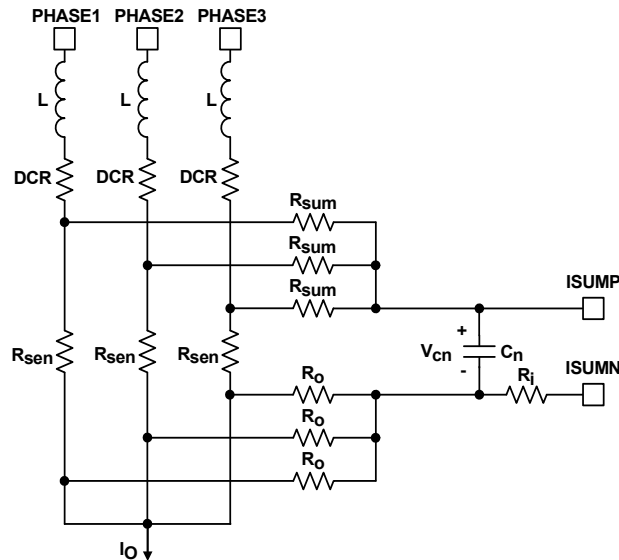 PHASE1 PHASE2 PHASE3
L L L
DCR DCR DCR
Rsum
Rsum
Rsum
ISUMP
Rsen Rsen Rsen
+
Vcn Cn
-
Ri
ISUMN
Ro
Ro
Ro
IO